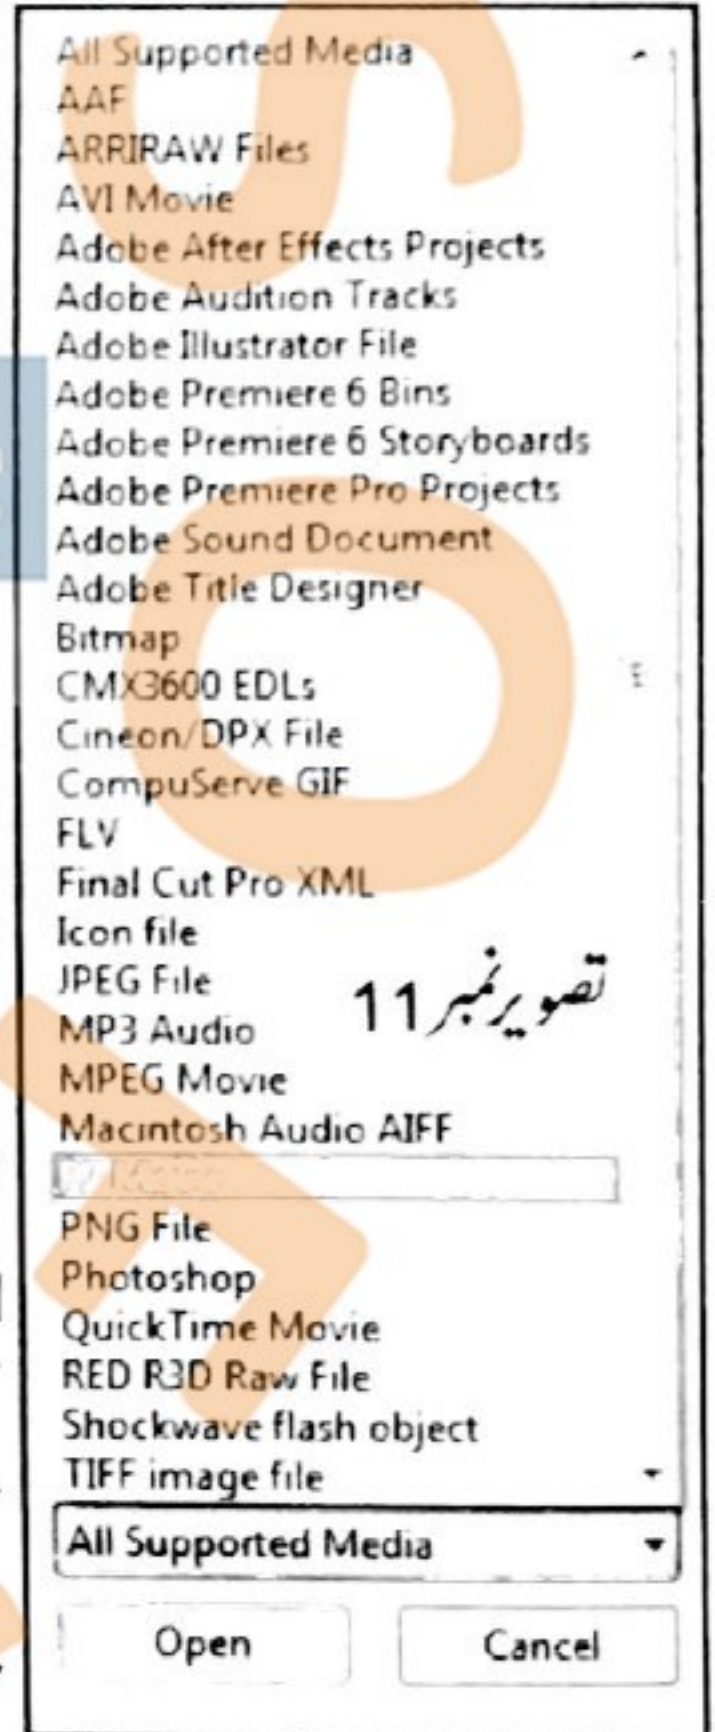 All Supported Media
AAF
ARRIRAW Files
AVI Movie
Adobe After Effects Projects
Adobe Audition Tracks
Adobe Illustrator File
Adobe Premiere 6 Bins
Adobe Premiere 6 Storyboards
Adobe Premiere Pro Projects
Adobe Sound Document
Adobe Title Designer
Bitmap
CMX3600 EDLs
Cineon/DPX File
CompuServe GIF
FLV
Final Cut Pro XML
Icon file
JPEG File
تصویر نمبر 11
MP3 Audio
MPEG Movie
Macintosh Audio AIFF
PNG File
Photoshop
QuickTime Movie
RED R3D Raw File
Shockwave flash object
TIFF image file
All Supported Media
Open
Cancel